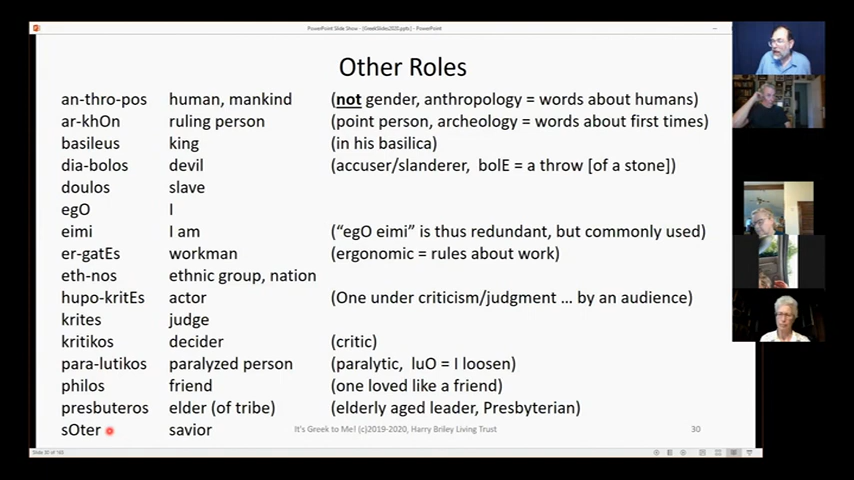 PowerPoint Slide Show - [GreekSlides2020.pptx] - PowerPoint
Other Roles
an-thro-pos human, mankind (not gender, anthropology = words about humans)
ar-khOn ruling person (point person, archeology = words about first times)
basileus king (in his basilica)
dia-bolos devil (accuser/slanderer, bolE = a throw [of a stone])
doulos slave
egO I
eimi I am (“egO eimi” is thus redundant, but commonly used)
er-gatEs workman (ergonomic = rules about work)
eth-nos ethnic group, nation
hupo-kritEs actor (One under criticism/judgment … by an audience)
krites judge
kritikos decider (critic)
para-lutikos paralyzed person (paralytic, luO = I loosen)
philos friend (one loved like a friend)
presbuteros elder (of tribe) (elderly aged leader, Presbyterian)
sOter savior
It's Greek to Me! (c)2019-2020, Harry Briley Living Trust 30
Slide 30 of 163